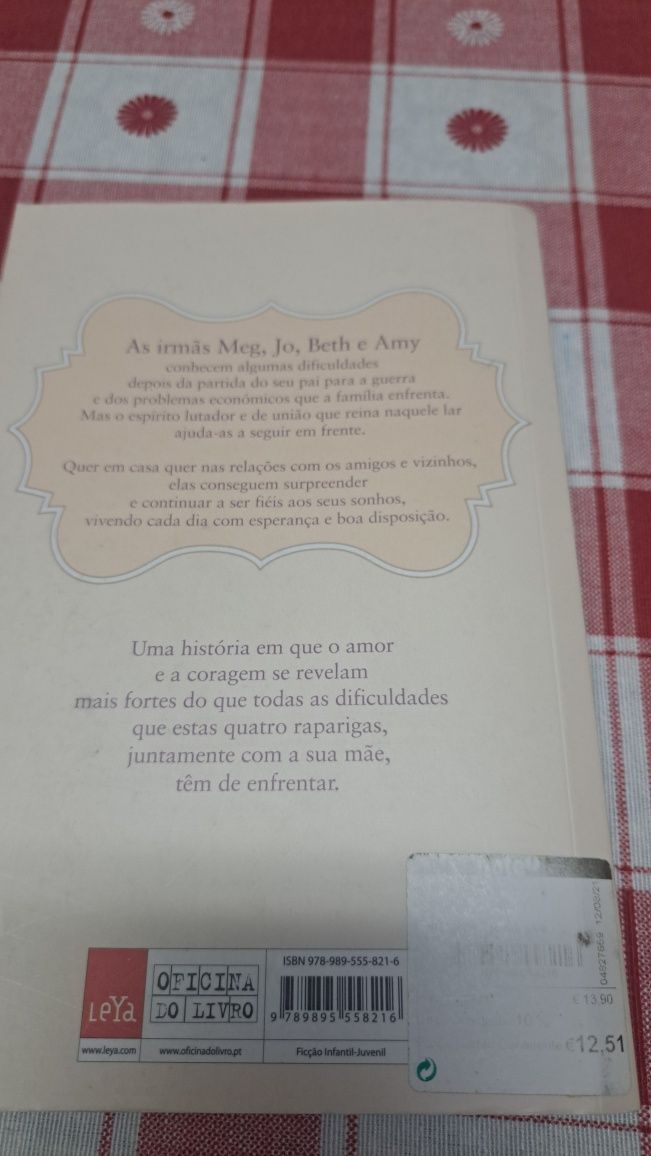 As irmãs Meg, Jo, Beth e Amy
conhecem algumas dificuldades
depois da partida do seu pai para a guerra
e dos problemas económicos que a família enfrenta.
Mas o espírito lutador e de união que reina naquele lar
ajuda-as a seguir em frente.
Quer em casa quer nas relações com os amigos e vizinhos,
elas conseguem surpreender
e continuar a ser fiéis aos seus sonhos,
vivendo cada dia com esperança e boa disposição.
Uma história em que o amor
e a coragem se revelam
mais fortes do que todas as dificuldades
que estas quatro raparigas,
juntamente com a sua mãe,
têm de enfrentar.
LeYa
www.leya.com
OFICINA
DO LIVRO
www.oficinadolivro.pt
ISBN 978-989-555-821-6
9 789895 558216
Ficção Infantil-Juvenil
€ 13,90
€12,51